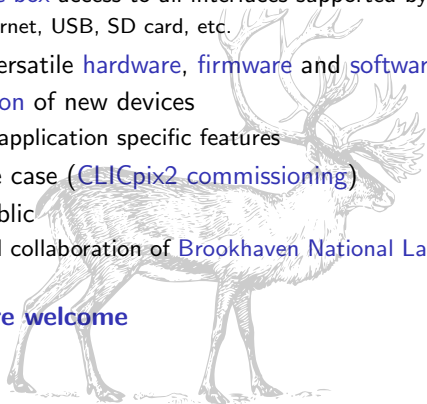 box access to all interfaces supported by
rnet, USB, SD card, etc.
ersatile hardware, firmware and softwar
on of new devices
application specific features
e case (CLICpix2 commissioning)
blic
l collaboration of Brookhaven National La
re welcome